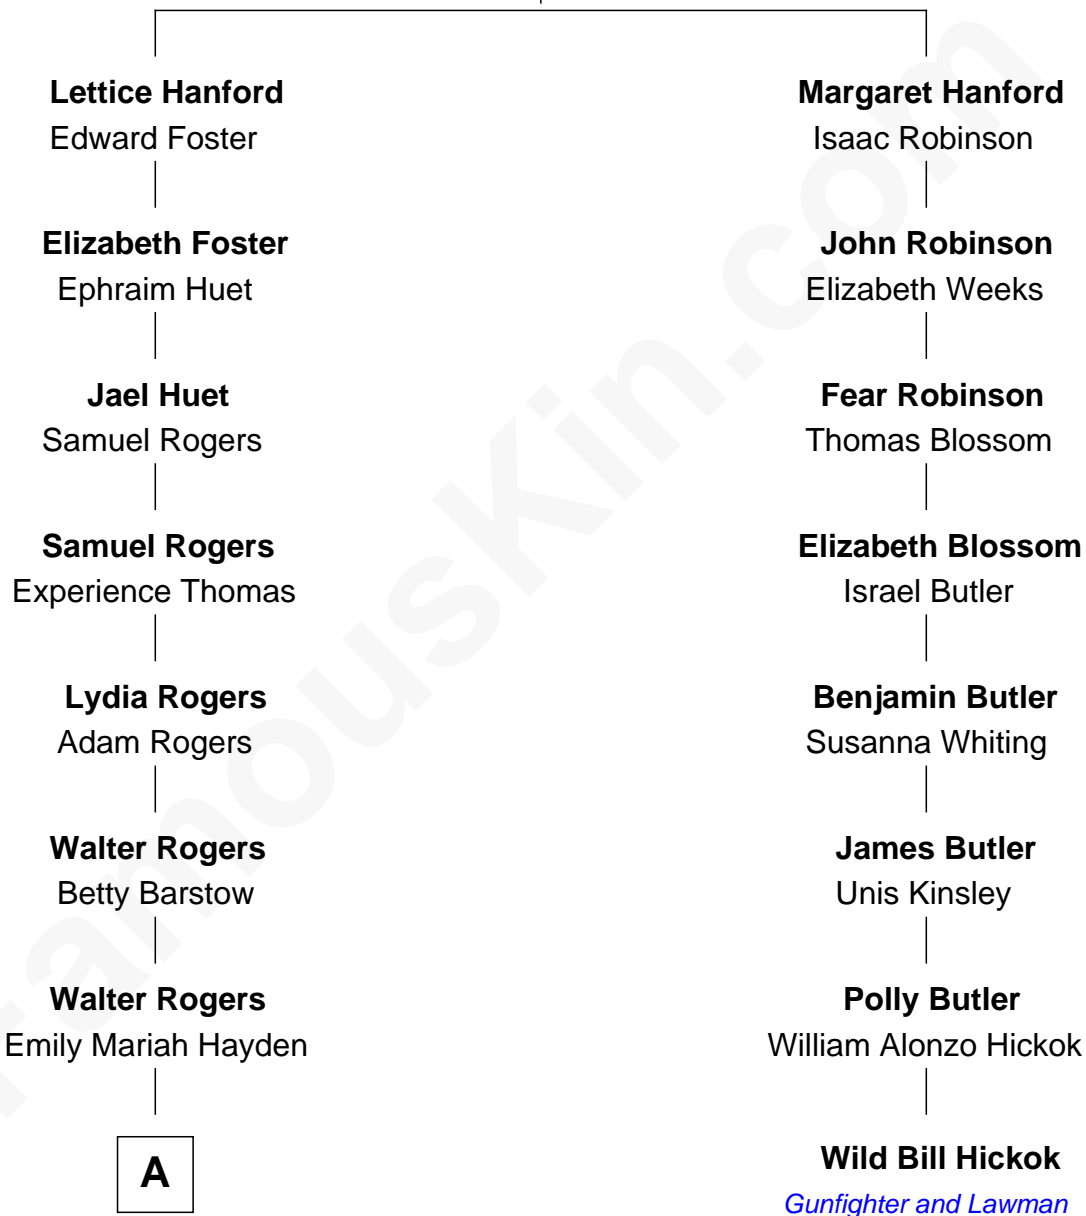 Lettice Hanford
Edward Foster
Elizabeth Foster
Ephraim Huet
Jael Huet
Samuel Rogers
Samuel Rogers
Experience Thomas
Lydia Rogers
Adam Rogers
Walter Rogers
Betty Barstow
Walter Rogers
Emily Mariah Hayden
A
Margaret Hanford
Isaac Robinson
John Robinson
Elizabeth Weeks
Fear Robinson
Thomas Blossom
Elizabeth Blossom
Israel Butler
Benjamin Butler
Susanna Whiting
James Butler
Unis Kinsley
Polly Butler
William Alonzo Hickok
Wild Bill Hickok
Gunfighter and Lawman
FamousKin.com